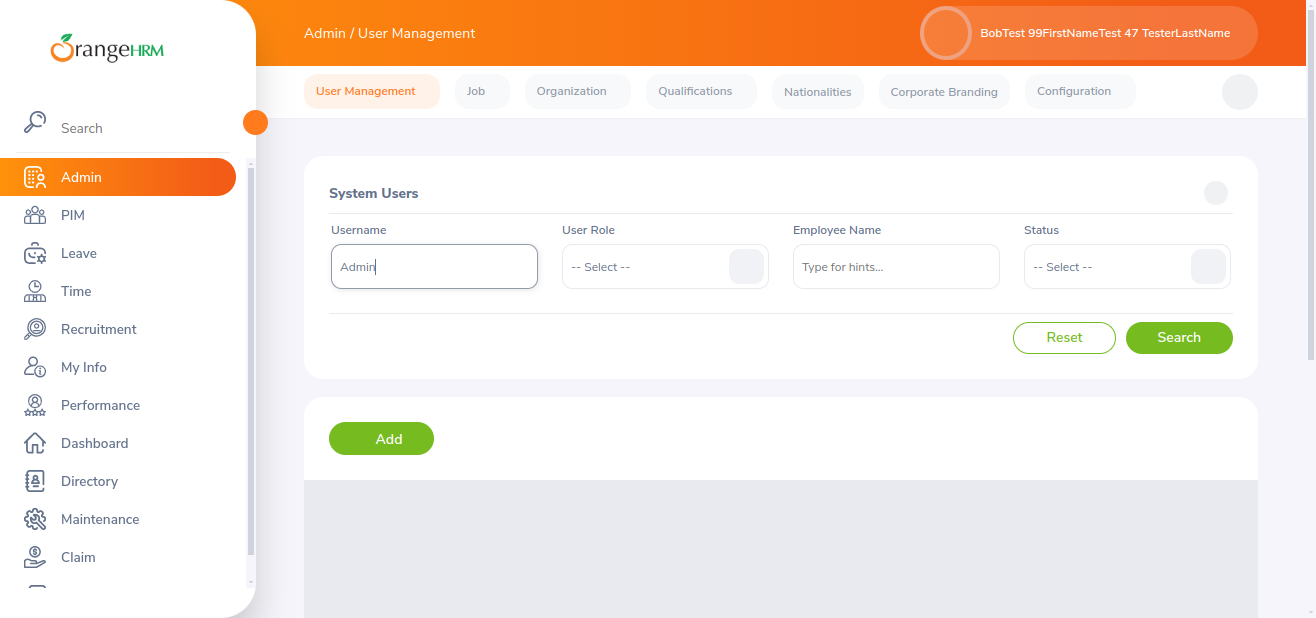 OrangeHRM
Search
Admin
PIM
Leave
Time
Recruitment
My Info
Performance
Dashboard
Directory
Maintenance
Claim
Admin / User Management
BobTest 99FirstNameTest 47 TesterLastName
User Management
Job
Organization
Qualifications
Nationalities
Corporate Branding
Configuration
System Users
Username
User Role
Employee Name
Status
Admin
-- Select --
Type for hints...
-- Select --
Reset
Search
Add